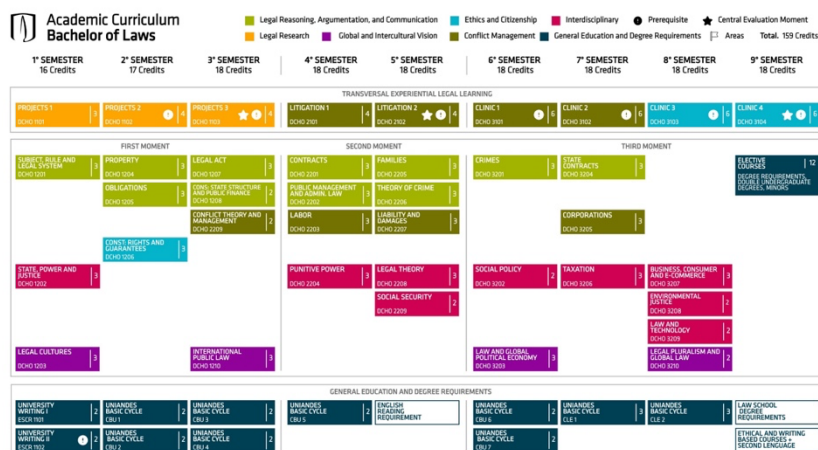 Academic Curriculum
Bachelor of Laws
Legal Reasoning, Argumentation, and Communication
Ethics and Citizenship
Interdisciplinary
Prerequisite
Central Evaluation Moment
Legal Research
Global and Intercultural Vision
Conflict Management
General Education and Degree Requirements
Areas
Total. 159 Credits
1° SEMESTER
16 Credits
2° SEMESTER
17 Credits
3° SEMESTER
18 Credits
4° SEMESTER
18 Credits
5° SEMESTER
18 Credits
6° SEMESTER
18 Credits
7° SEMESTER
18 Credits
8° SEMESTER
18 Credits
9° SEMESTER
18 Credits
TRANSVERSAL EXPERIENTIAL LEGAL LEARNING
PROJECTS 1 3
DCHO 1101
PROJECTS 2 4
DCHO 1102
PROJECTS 3 4
DCHO 1103
LITIGATION 1 4
DCHO 2101
LITIGATION 2 4
DCHO 2102
CLINIC 1 6
DCHO 3101
CLINIC 2 6
DCHO 3102
CLINIC 3 6
DCHO 3103
CLINIC 4 6
DCHO 3104
FIRST MOMENT
SECOND MOMENT
THIRD MOMENT
SUBJECT, RULE AND
LEGAL SYSTEM 3
DCHO 1201
PROPERTY 3
DCHO 1204
LEGAL ACT 3
DCHO 1207
CONTRACTS 3
DCHO 2201
FAMILIES 3
DCHO 2205
CRIMES 3
DCHO 3201
STATE
CONTRACTS 3
DCHO 3204
ELECTIVE
COURSES 12
DEGREE REQUIREMENTS,
DOUBLE UNDERGRADUATE
DEGREES, MINORS
OBLIGATIONS 3
DCHO 1205
CONS: STATE STRUCTURE
AND PUBLIC FINANCE 2
DCHO 1208
PUBLIC MANAGEMENT
AND ADMIN. LAW 3
DCHO 2202
THEORY OF CRIME 3
DCHO 2206
CONFLICT THEORY AND
MANAGEMENT 2
DCHO 2209
LABOR 3
DCHO 2203
LIABILITY AND
DAMAGES 2
DCHO 2207
CORPORATIONS 3
DCHO 3205
CONST: RIGHTS AND
GUARANTEES 3
DCHO 1206
STATE, POWER AND
JUSTICE 3
DCHO 1202
PUNITIVE POWER 3
DCHO 2204
LEGAL THEORY 3
DCHO 2208
SOCIAL POLICY 2
DCHO 3202
TAXATION 3
DCHO 3206
BUSINESS, CONSUMER
AND E-COMMERCE 3
DCHO 3207
SOCIAL SECURITY 2
DCHO 2209
ENVIRONMENTAL
JUSTICE 2
DCHO 3208
LAW AND
TECHNOLOGY 2
DCHO 3209
LEGAL CULTURES 3
DCHO 1203
INTERNATIONAL
PUBLIC LAW 3
DCHO 1210
LAW AND GLOBAL
POLITICAL ECONOMY 3
DCHO 3203
LEGAL PLURALISM AND
GLOBAL LAW 2
DCHO 3210
GENERAL EDUCATION AND DEGREE REQUIREMENTS
UNIVERSITY
WRITING I 2
ESCR 1101
UNIANDES
BASIC CYCLE 2
CBU 1
UNIANDES
BASIC CYCLE 2
CBU 3
UNIANDES
BASIC CYCLE 2
CBU 5
ENGLISH
READING
REQUIREMENT
UNIANDES
BASIC CYCLE 2
CBU 6
UNIANDES
BASIC CYCLE 3
CLE 1
UNIANDES
BASIC CYCLE 3
CLE 2
LAW SCHOOL
DEGREE
REQUIREMENTS
UNIVERSITY
WRITING II 2
ESCR 1102
UNIANDES
BASIC CYCLE 2
CBU 2
UNIANDES
BASIC CYCLE 2
CBU 4
UNIANDES
BASIC CYCLE 2
CBU 7
ETHICAL AND WRITING
BASED COURSES +
SECOND LENGUAGE